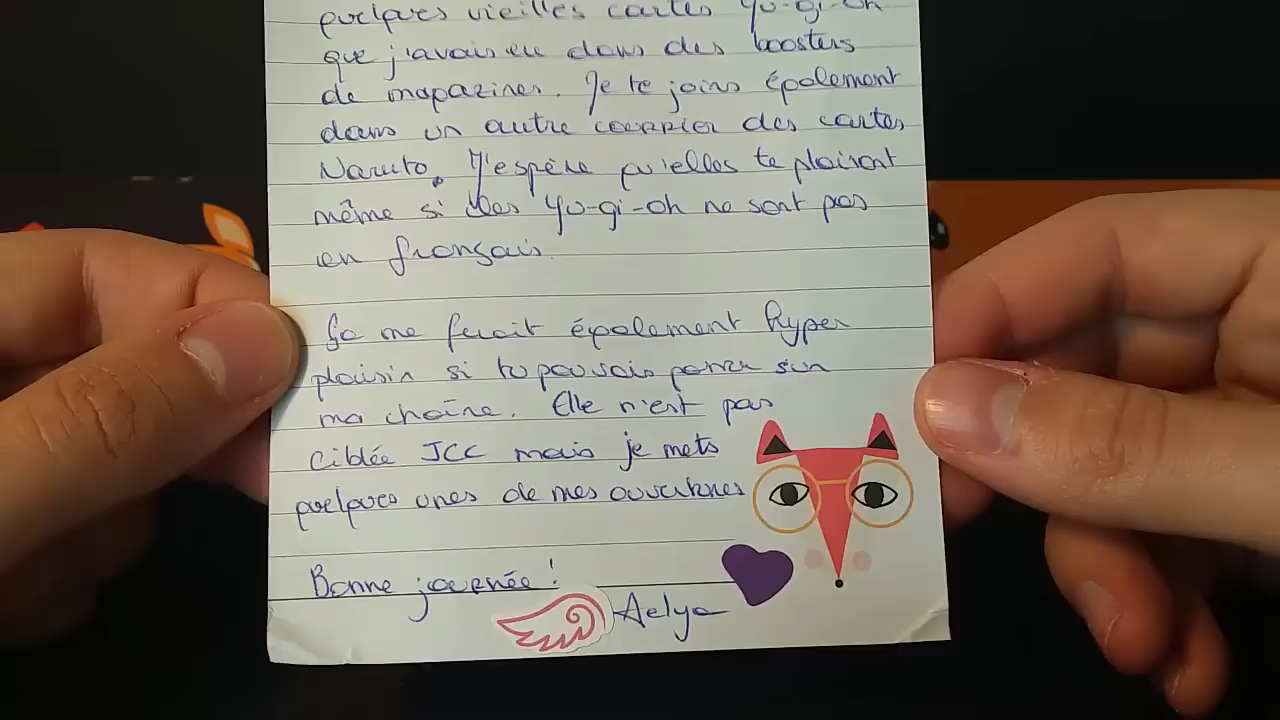 quelques vieilles cartes Yu-gi-oh
que j'avais eu dans des boosters
de magazines. Je te joins également
dans un autre courrier des cartes
Naruto. J'espère qu'elles te plairont
même si les Yu-gi-oh ne sont pas
en français.
Ça me ferait également hyper
plaisir si tu pouvais passer sur
ma chaîne. Elle n'est pas
ciblée JCC mais je mets
quelques unes de mes ouvertures
Bonne journée !
Aelya